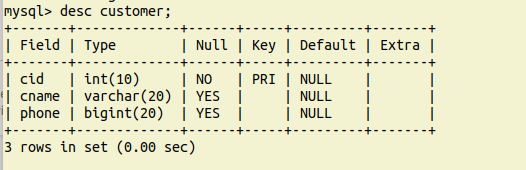 mysql> desc customer;
+-------+-------------+------+-----+---------+-------+
| Field | Type        | Null | Key | Default | Extra |
+-------+-------------+------+-----+---------+-------+
| cid   | int(10)     | NO   | PRI | NULL    |       |
| cname | varchar(20) | YES  |     | NULL    |       |
| phone | bigint(20)  | YES  |     | NULL    |       |
+-------+-------------+------+-----+---------+-------+
3 rows in set (0.00 sec)